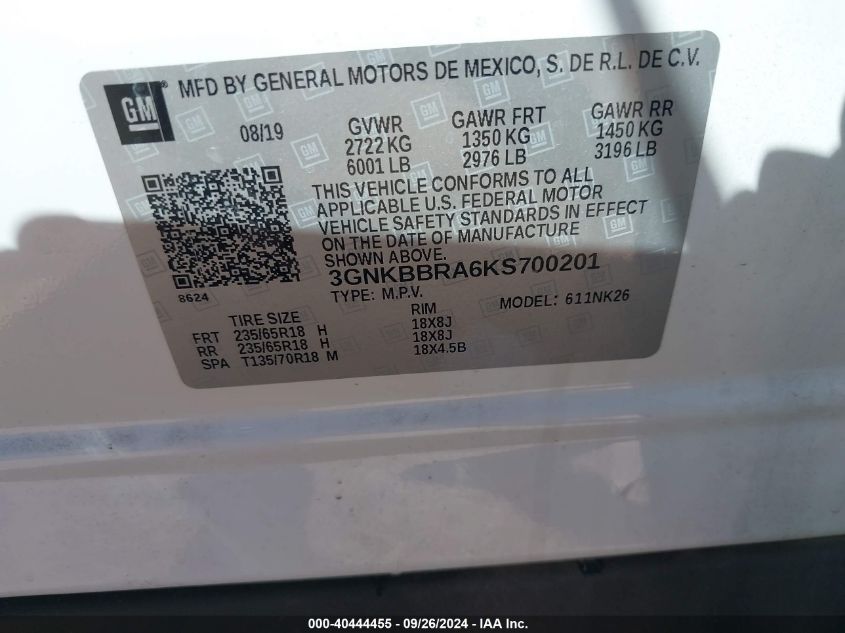 GM ® MFD BY GENERAL MOTORS DE MEXICO, S. DE R.L. DE C.V.
08/19 GVWR GAWR FRT GAWR RR
2722 KG 1350 KG 1450 KG
6001 LB 2976 LB 3196 LB
THIS VEHICLE CONFORMS TO ALL
APPLICABLE U.S. FEDERAL MOTOR
VEHICLE SAFETY STANDARDS IN EFFECT
ON THE DATE OF MANUFACTURE
SHOWN ABOVE.
3GNKBBRA6KS700201
8624 TYPE: M.P.V. MODEL: 611NK26
TIRE SIZE RIM
FRT 235/65R18 H 18X8J
RR 235/65R18 H 18X8J
SPA T135/70R18 M 18X4.5B
000-40444455 - 09/26/2024 - IAA